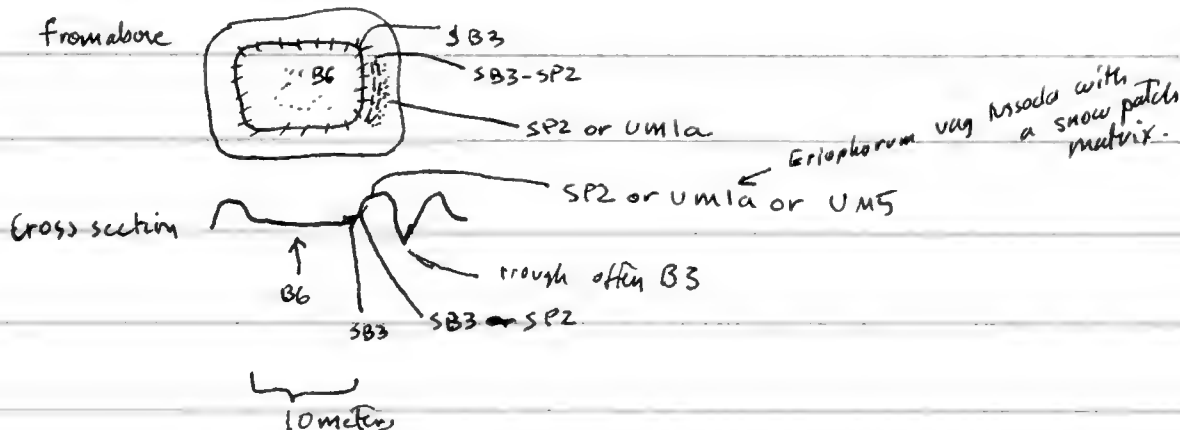 from above
SB3
B6
SB3-SP2
SP2 or UM1a
Eriophorum vag tussocks with
a snow patch
matrix.
SP2 or UM1a or UM5
Cross section
trough often B3
B6
SB3
SB3 - SP2
10 meters